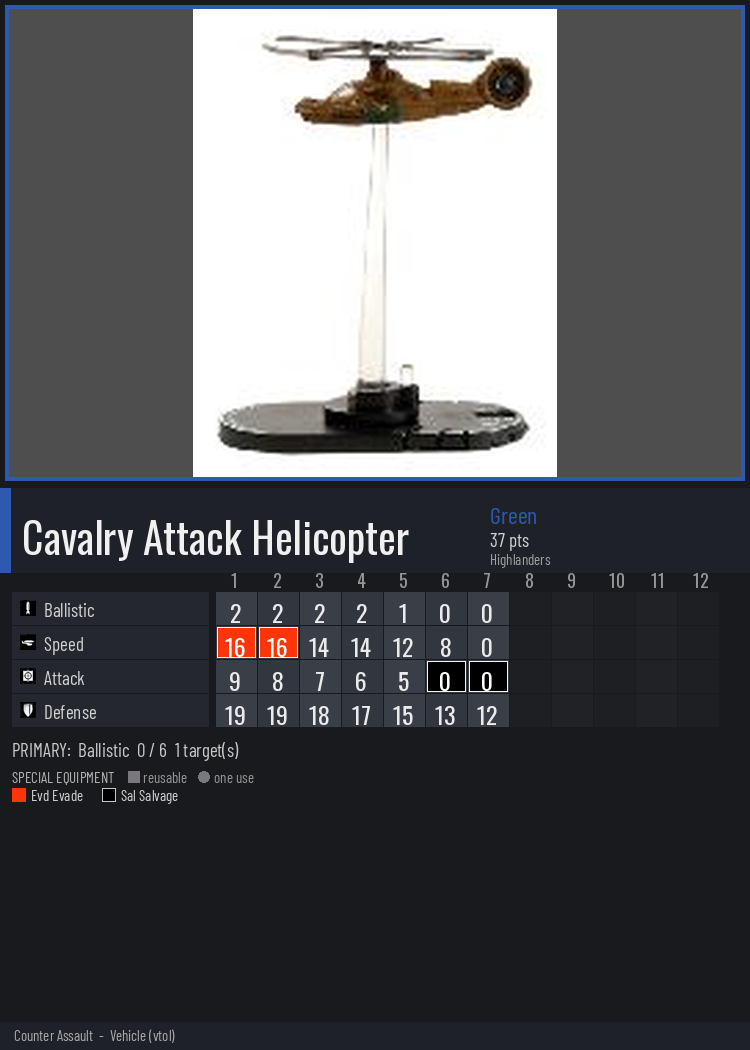 Cavalry Attack Helicopter
Green
37 pts
Highlanders
1 2 3 4 5 6 7 8 9 10 11 12
Ballistic 2 2 2 2 1 0 0
Speed 16 16 14 14 12 8 0
Attack 9 8 7 6 5 0 0
Defense 19 19 18 17 15 13 12
PRIMARY: Ballistic 0 / 6 1 target(s)
SPECIAL EQUIPMENT reusable one use
Evd Evade Sal Salvage
Counter Assault - Vehicle (vtol)